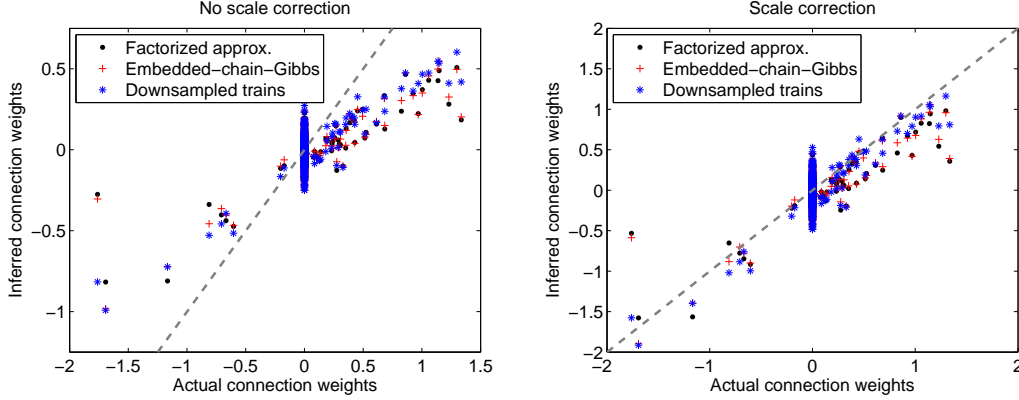 No scale correction
Factorized approx.
Embedded−chain−Gibbs
Downsampled trains
0.5
0
−0.5
−1
−2
−1.5
−1
−0.5
0
0.5
1
1.5
Inferred connection weights
Actual connection weights
Scale correction
Factorized approx.
Embedded−chain−Gibbs
Downsampled trains
2
1.5
1
0.5
0
−0.5
−1
−1.5
−2
−2
−1
0
1
2
Inferred connection weights
Actual connection weights